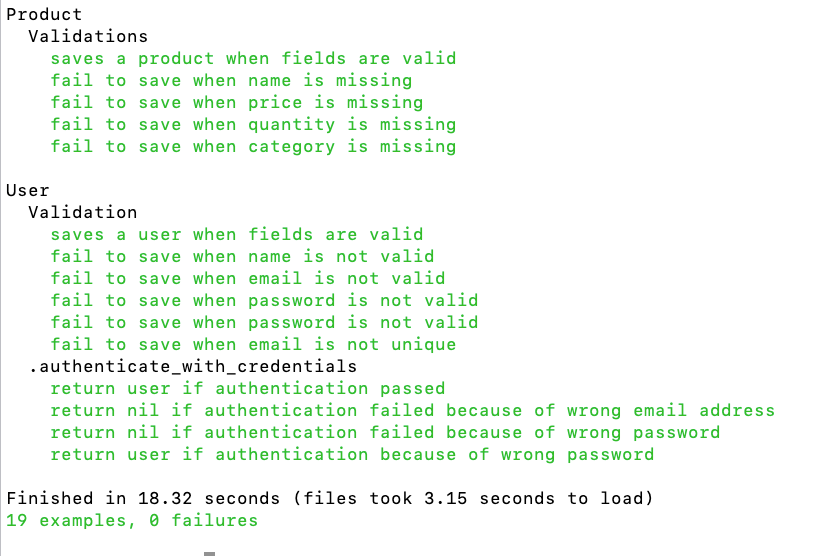 Product
Validations
saves a product when fields are valid
fail to save when name is missing
fail to save when price is missing
fail to save when quantity is missing
fail to save when category is missing
User
Validation
saves a user when fields are valid
fail to save when name is not valid
fail to save when email is not valid
fail to save when password is not valid
fail to save when password is not valid
fail to save when email is not unique
.authenticate_with_credentials
return user if authentication passed
return nil if authentication failed because of wrong email address
return nil if authentication failed because of wrong password
return user if authentication because of wrong password
Finished in 18.32 seconds (files took 3.15 seconds to load)
19 examples, 0 failures